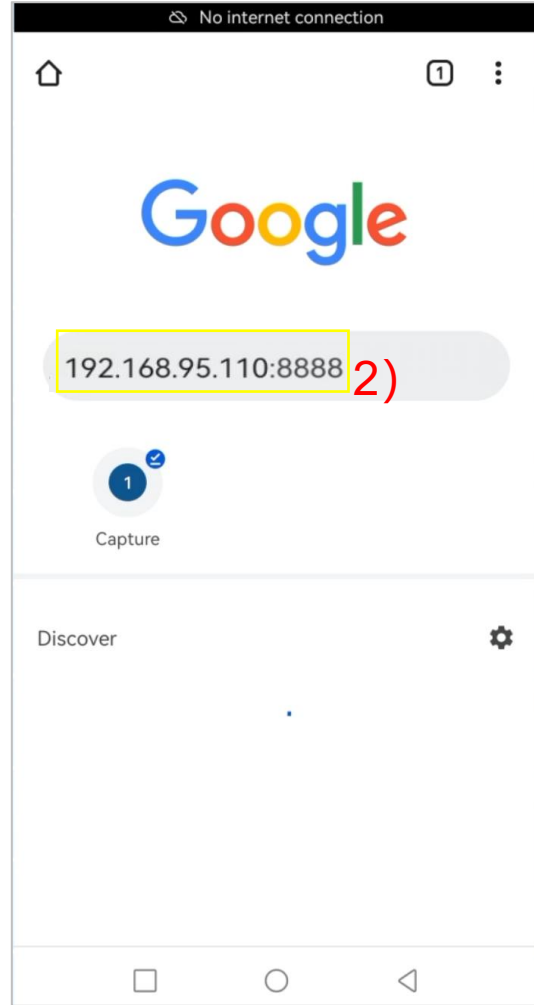 No internet connection
1
Google
192.168.95.110:8888 2)
1
Capture
Discover